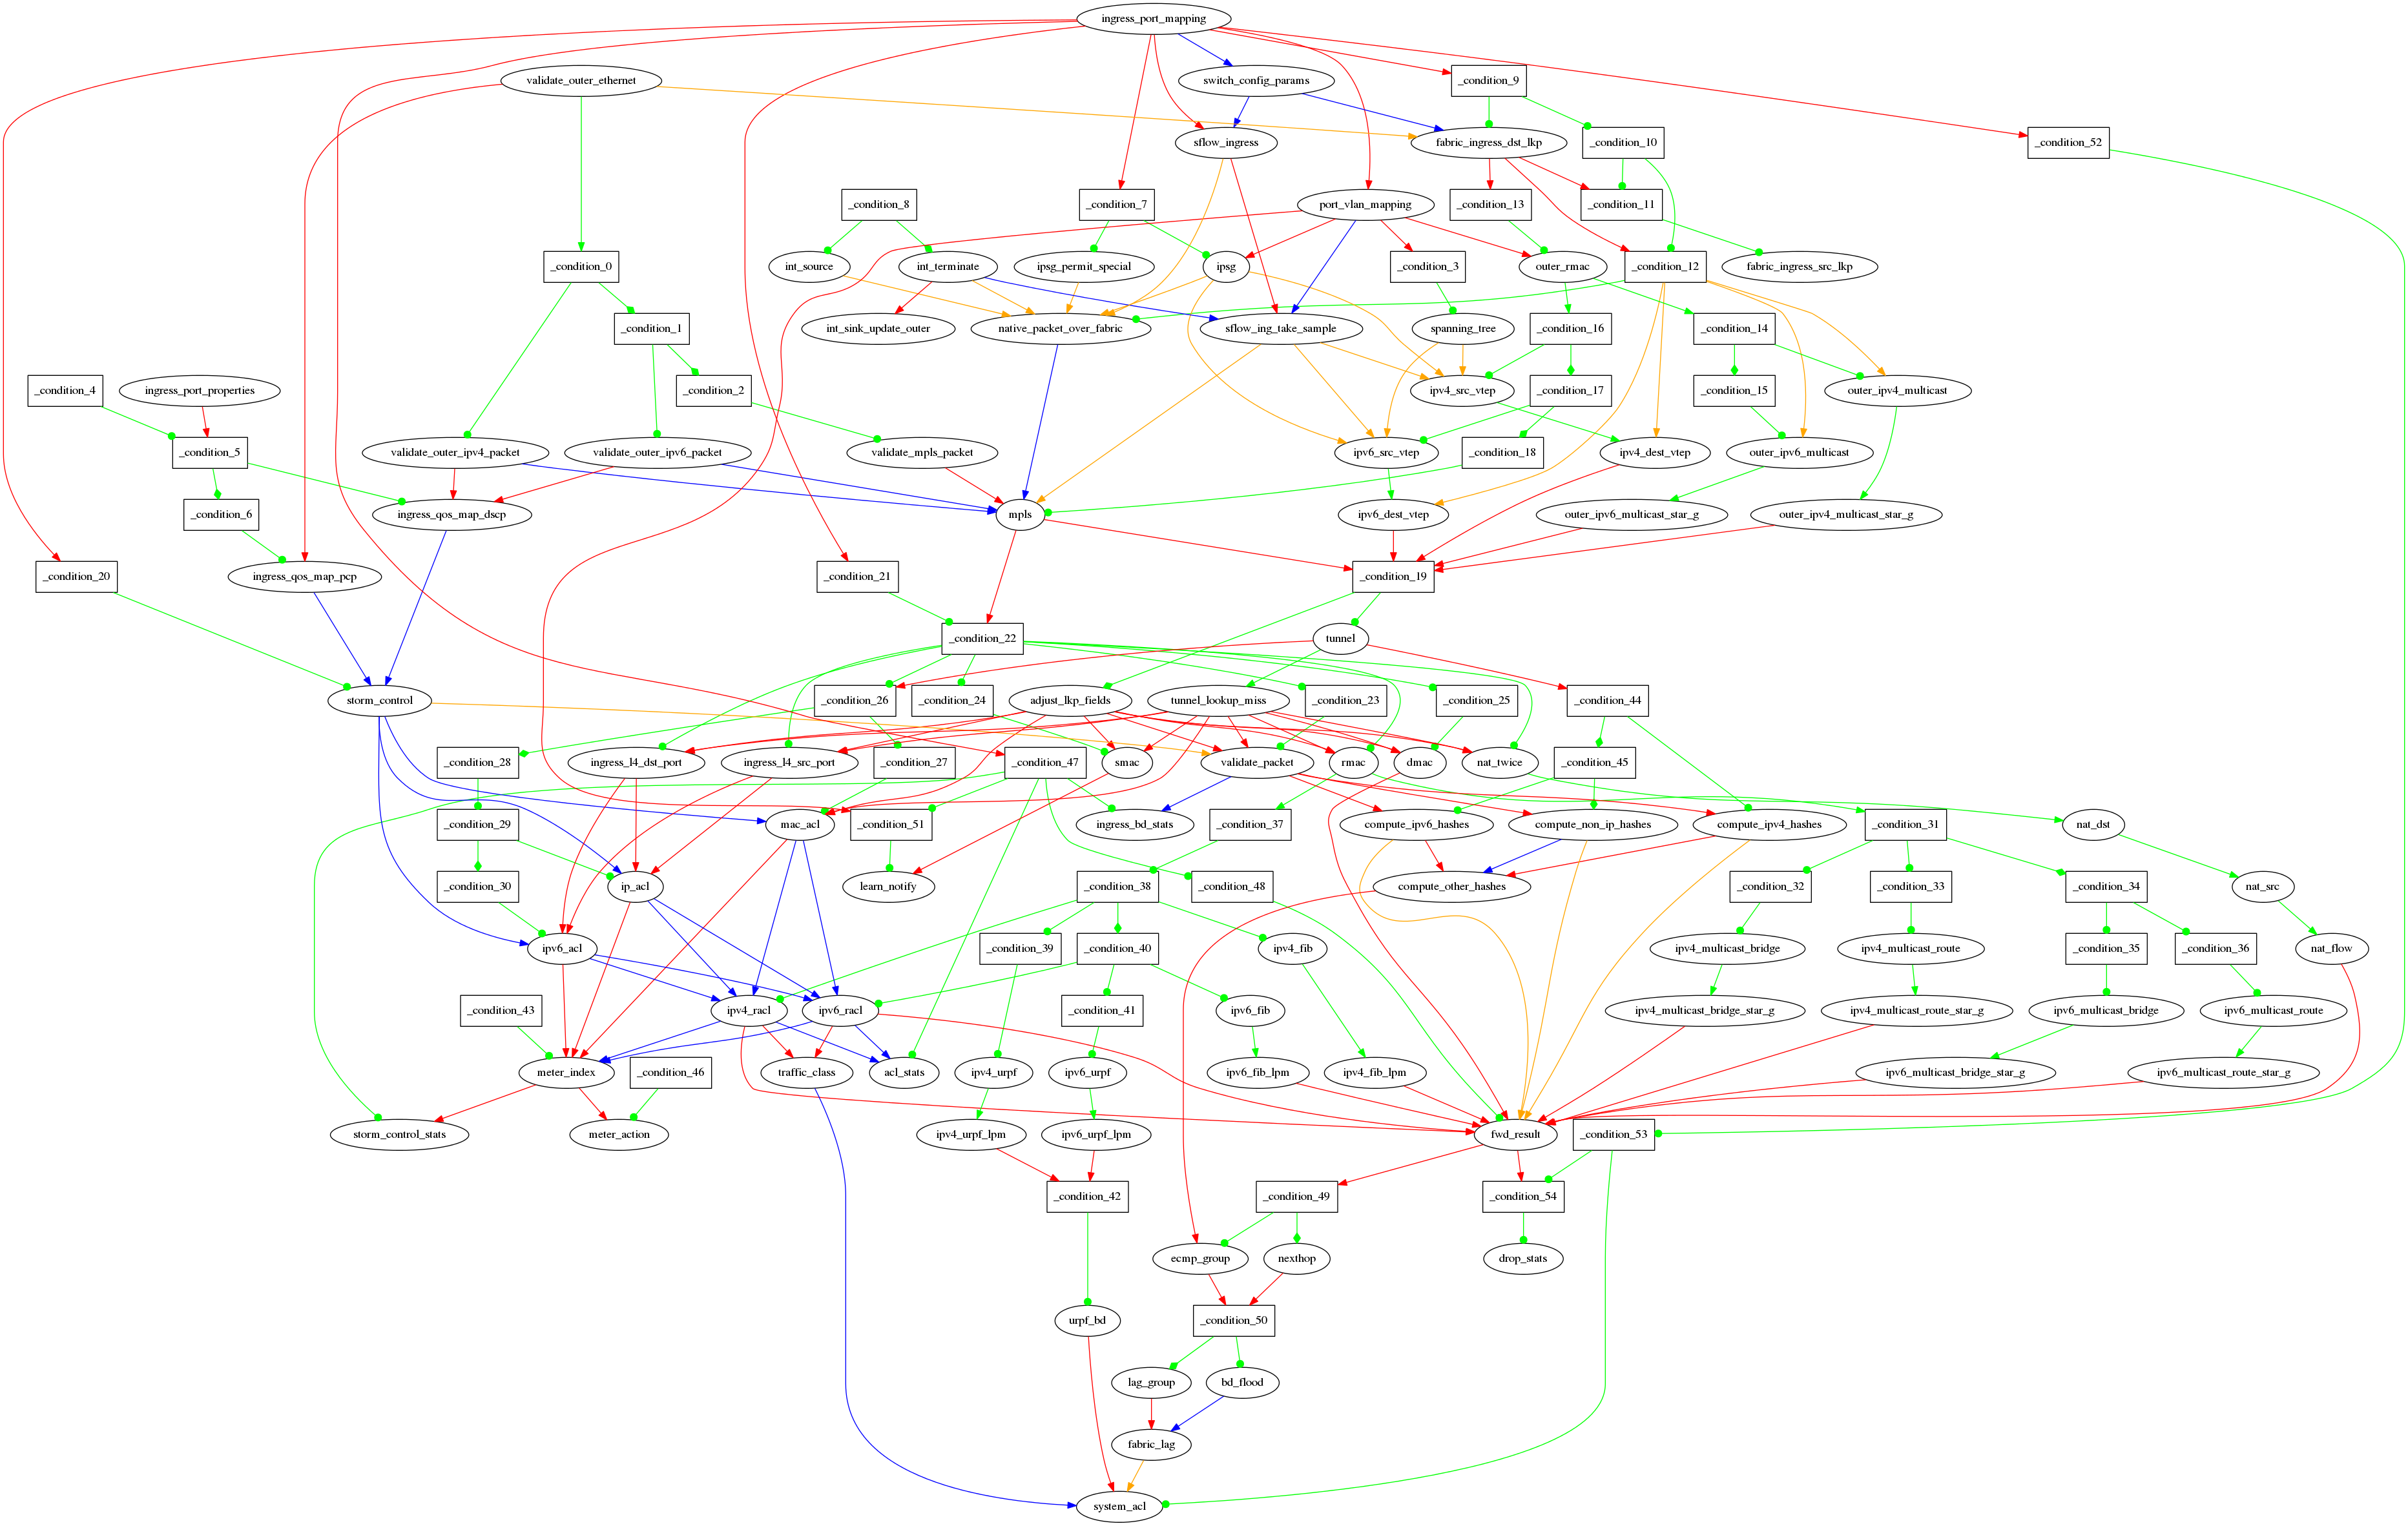 ingress_port_mapping
validate_outer_ethernet
switch_config_params
_condition_9
sflow_ingress
fabric_ingress_dst_lkp
_condition_10
_condition_52
_condition_8
_condition_7
port_vlan_mapping
_condition_13
_condition_11
_condition_0
int_source
int_terminate
ipsg_permit_special
ipsg
_condition_3
outer_rmac
_condition_12
fabric_ingress_src_lkp
_condition_1
int_sink_update_outer
native_packet_over_fabric
sflow_ing_take_sample
spanning_tree
_condition_16
_condition_14
_condition_4
ingress_port_properties
_condition_2
ipv4_src_vtep
_condition_17
_condition_15
outer_ipv4_multicast
_condition_5
validate_outer_ipv4_packet
validate_outer_ipv6_packet
validate_mpls_packet
ipv6_src_vtep
_condition_18
ipv4_dest_vtep
outer_ipv6_multicast
_condition_6
ingress_qos_map_dscp
mpls
ipv6_dest_vtep
outer_ipv6_multicast_star_g
outer_ipv4_multicast_star_g
_condition_20
ingress_qos_map_pcp
_condition_21
_condition_19
_condition_22
tunnel
storm_control
_condition_26
_condition_24
adjust_lkp_fields
tunnel_lookup_miss
_condition_23
_condition_25
_condition_44
_condition_28
ingress_l4_dst_port
ingress_l4_src_port
_condition_27
_condition_47
smac
validate_packet
rmac
dmac
nat_twice
_condition_45
_condition_29
mac_acl
_condition_51
ingress_bd_stats
_condition_37
compute_ipv6_hashes
compute_non_ip_hashes
compute_ipv4_hashes
_condition_31
nat_dst
_condition_30
ip_acl
learn_notify
_condition_38
_condition_48
compute_other_hashes
_condition_32
_condition_33
_condition_34
nat_src
ipv6_acl
_condition_39
_condition_40
ipv4_fib
ipv4_multicast_bridge
ipv4_multicast_route
_condition_35
_condition_36
nat_flow
_condition_43
ipv4_racl
ipv6_racl
_condition_41
ipv6_fib
ipv4_multicast_bridge_star_g
ipv4_multicast_route_star_g
ipv6_multicast_bridge
ipv6_multicast_route
meter_index
_condition_46
traffic_class
acl_stats
ipv4_urpf
ipv6_urpf
ipv6_fib_lpm
ipv4_fib_lpm
ipv6_multicast_bridge_star_g
ipv6_multicast_route_star_g
storm_control_stats
meter_action
ipv4_urpf_lpm
ipv6_urpf_lpm
fwd_result
_condition_53
_condition_42
_condition_49
_condition_54
ecmp_group
nexthop
drop_stats
urpf_bd
_condition_50
lag_group
bd_flood
fabric_lag
system_acl